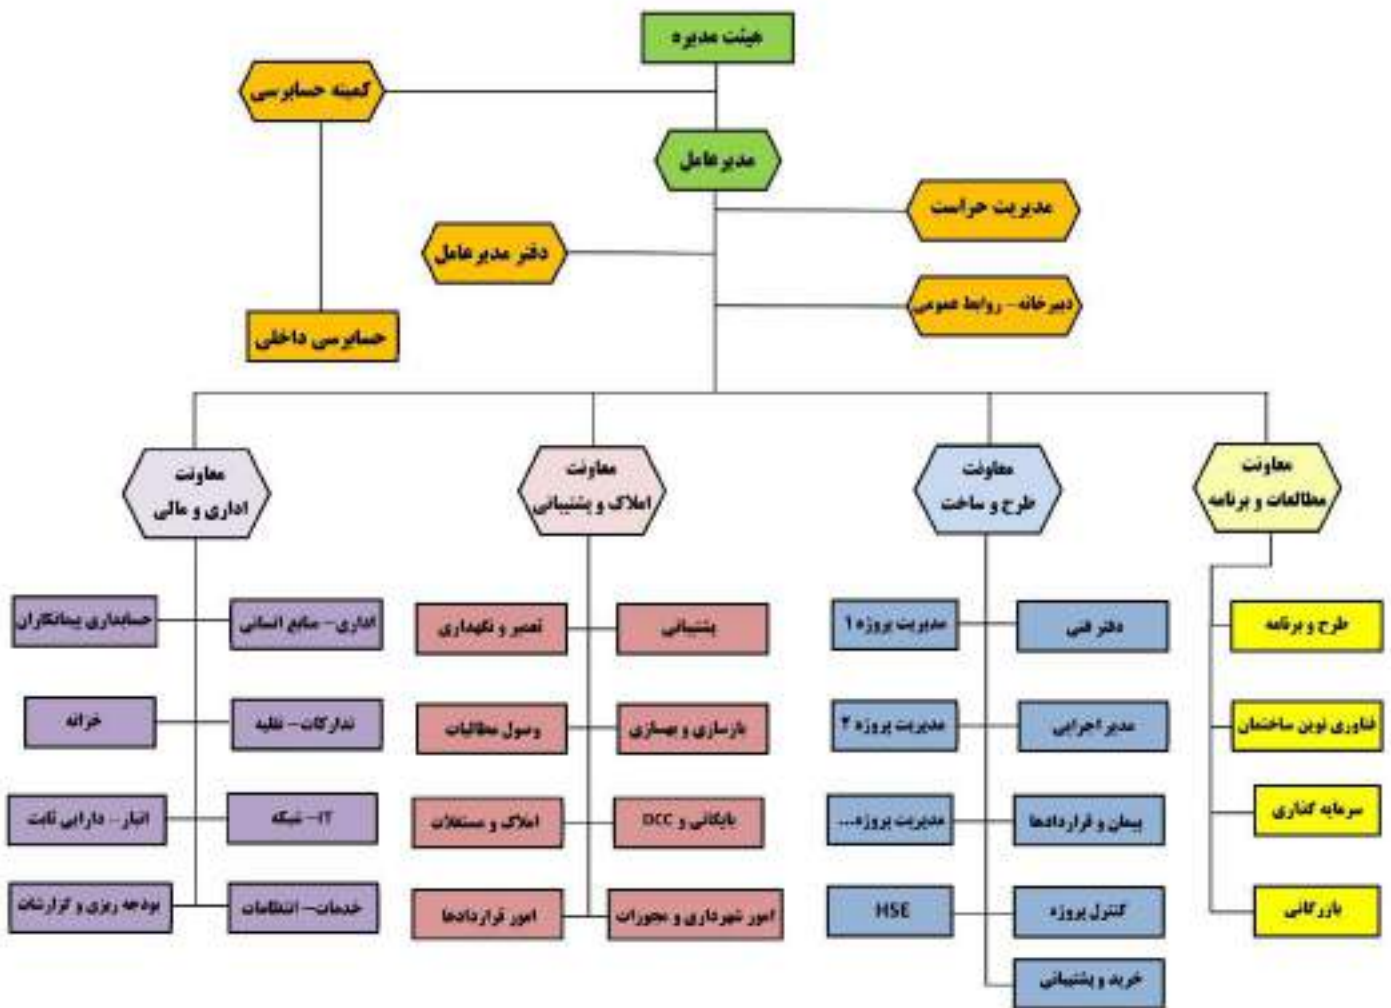 هیئت مدیره
کمیته حسابرسی
مدیرعامل
مدیریت حراست
دفتر مدیرعامل
دبیرخانه – روابط عمومی
حسابرسی داخلی
معاونت
مطالعات و برنامه
معاونت
طرح و ساخت
معاونت
املاک و پشتیبانی
معاونت
اداری و مالی
طرح و برنامه
فناوری نوین ساختمان
سرمایه گذاری
بازرگانی
دفتر فنی
مدیریت پروژه 1
مدیر اجرایی
مدیریت پروژه ۲
پیمان و قراردادها
مدیریت پروژه...
کنترل پروژه
HSE
خرید و پشتیبانی
پشتیبانی
تعمیر و نگهداری
بازسازی و بهسازی
وصول مطالبات
بایگانی و DCC
املاک و مستغلات
امور شهرداری و مجوزات
امور قراردادها
اداری – منابع انسانی
حسابداری پیمانکاران
تدارکات – نقلیه
خزانه
IT – شبکه
انبار – دارایی ثابت
خدمات – انتظامات
بودجه ریزی و گزارشات